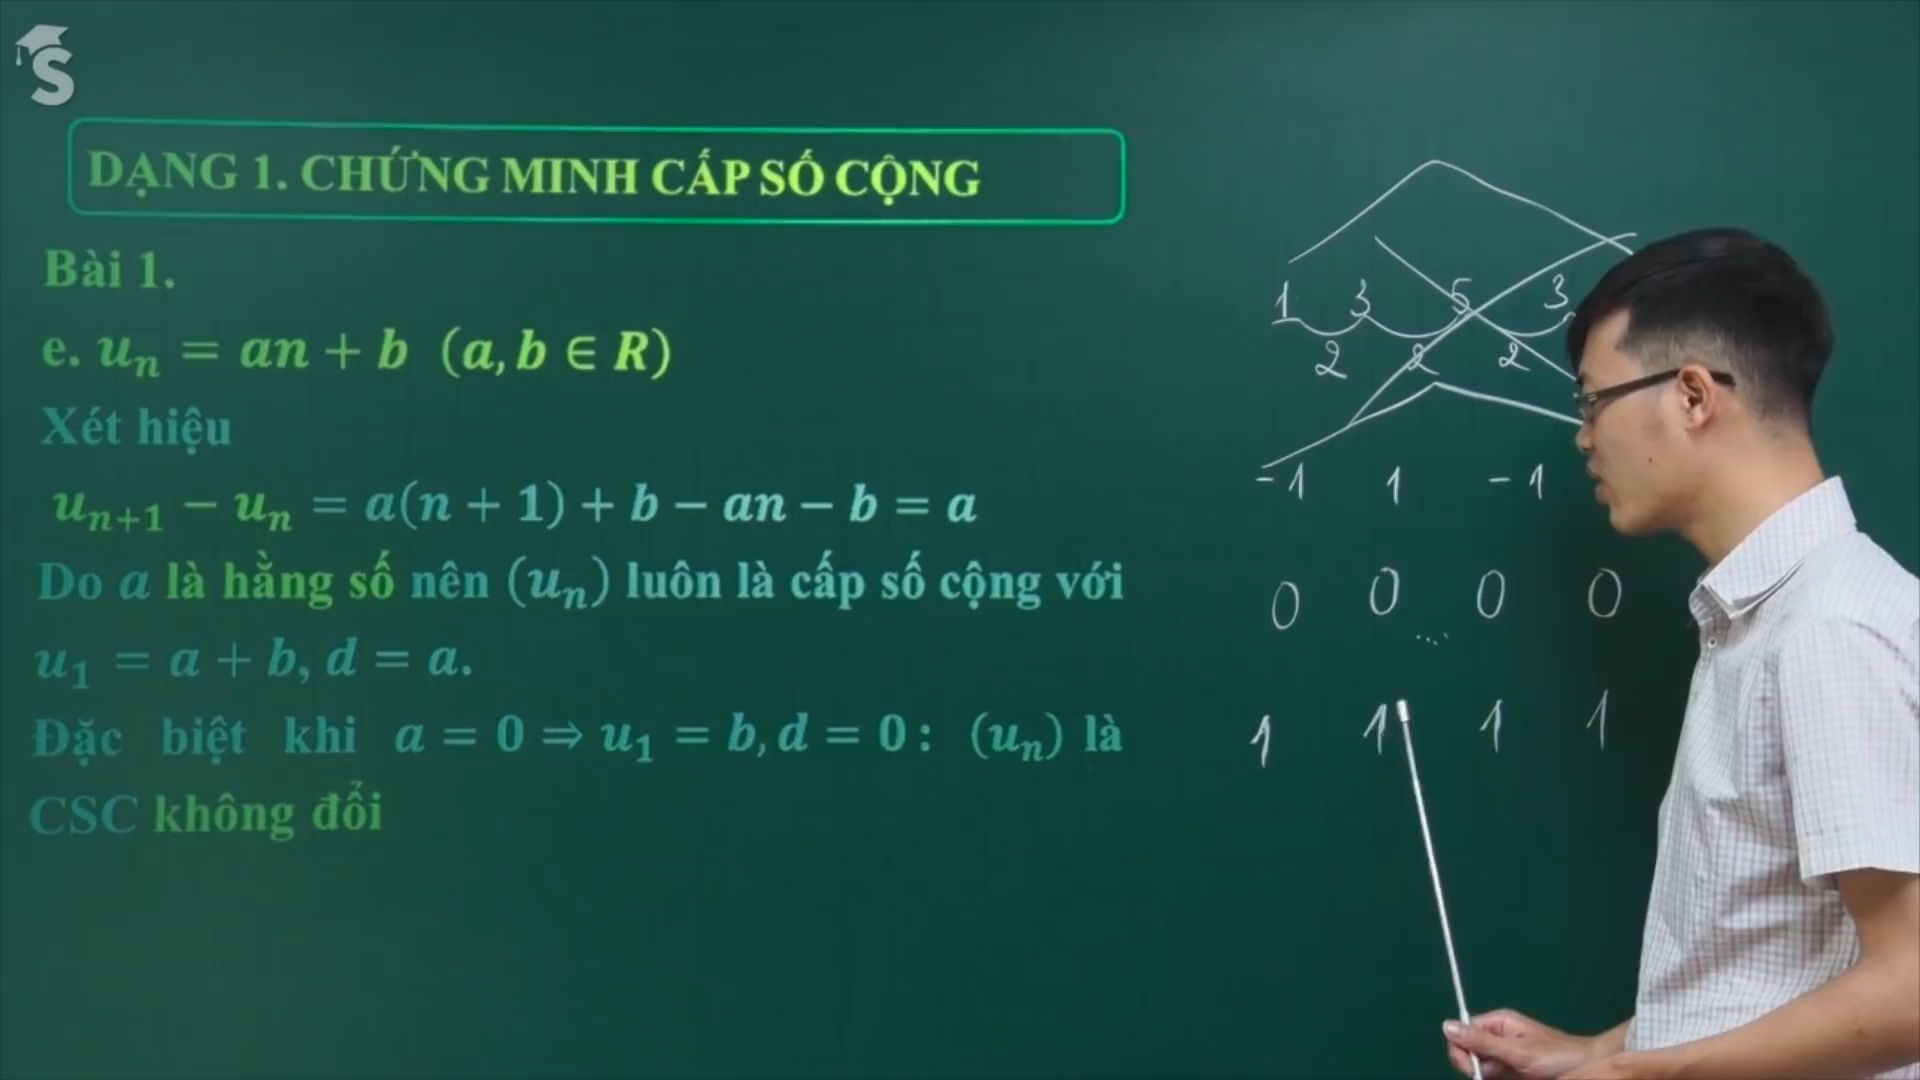 S
DẠNG 1. CHỨNG MINH CẤP SỐ CỘNG
Bài 1.
e. uₙ = an + b (a, b ∈ R)
Xét hiệu
uₙ₊₁ − uₙ = a(n + 1) + b − an − b = a
Do a là hằng số nên (uₙ) luôn là cấp số cộng với
u₁ = a + b, d = a.
Đặc biệt khi a = 0 ⇒ u₁ = b, d = 0 : (uₙ) là
CSC không đổi
1 3 5 3
2 2 2
-1 1 -1
0 0 0 0
...
1 1 1 1